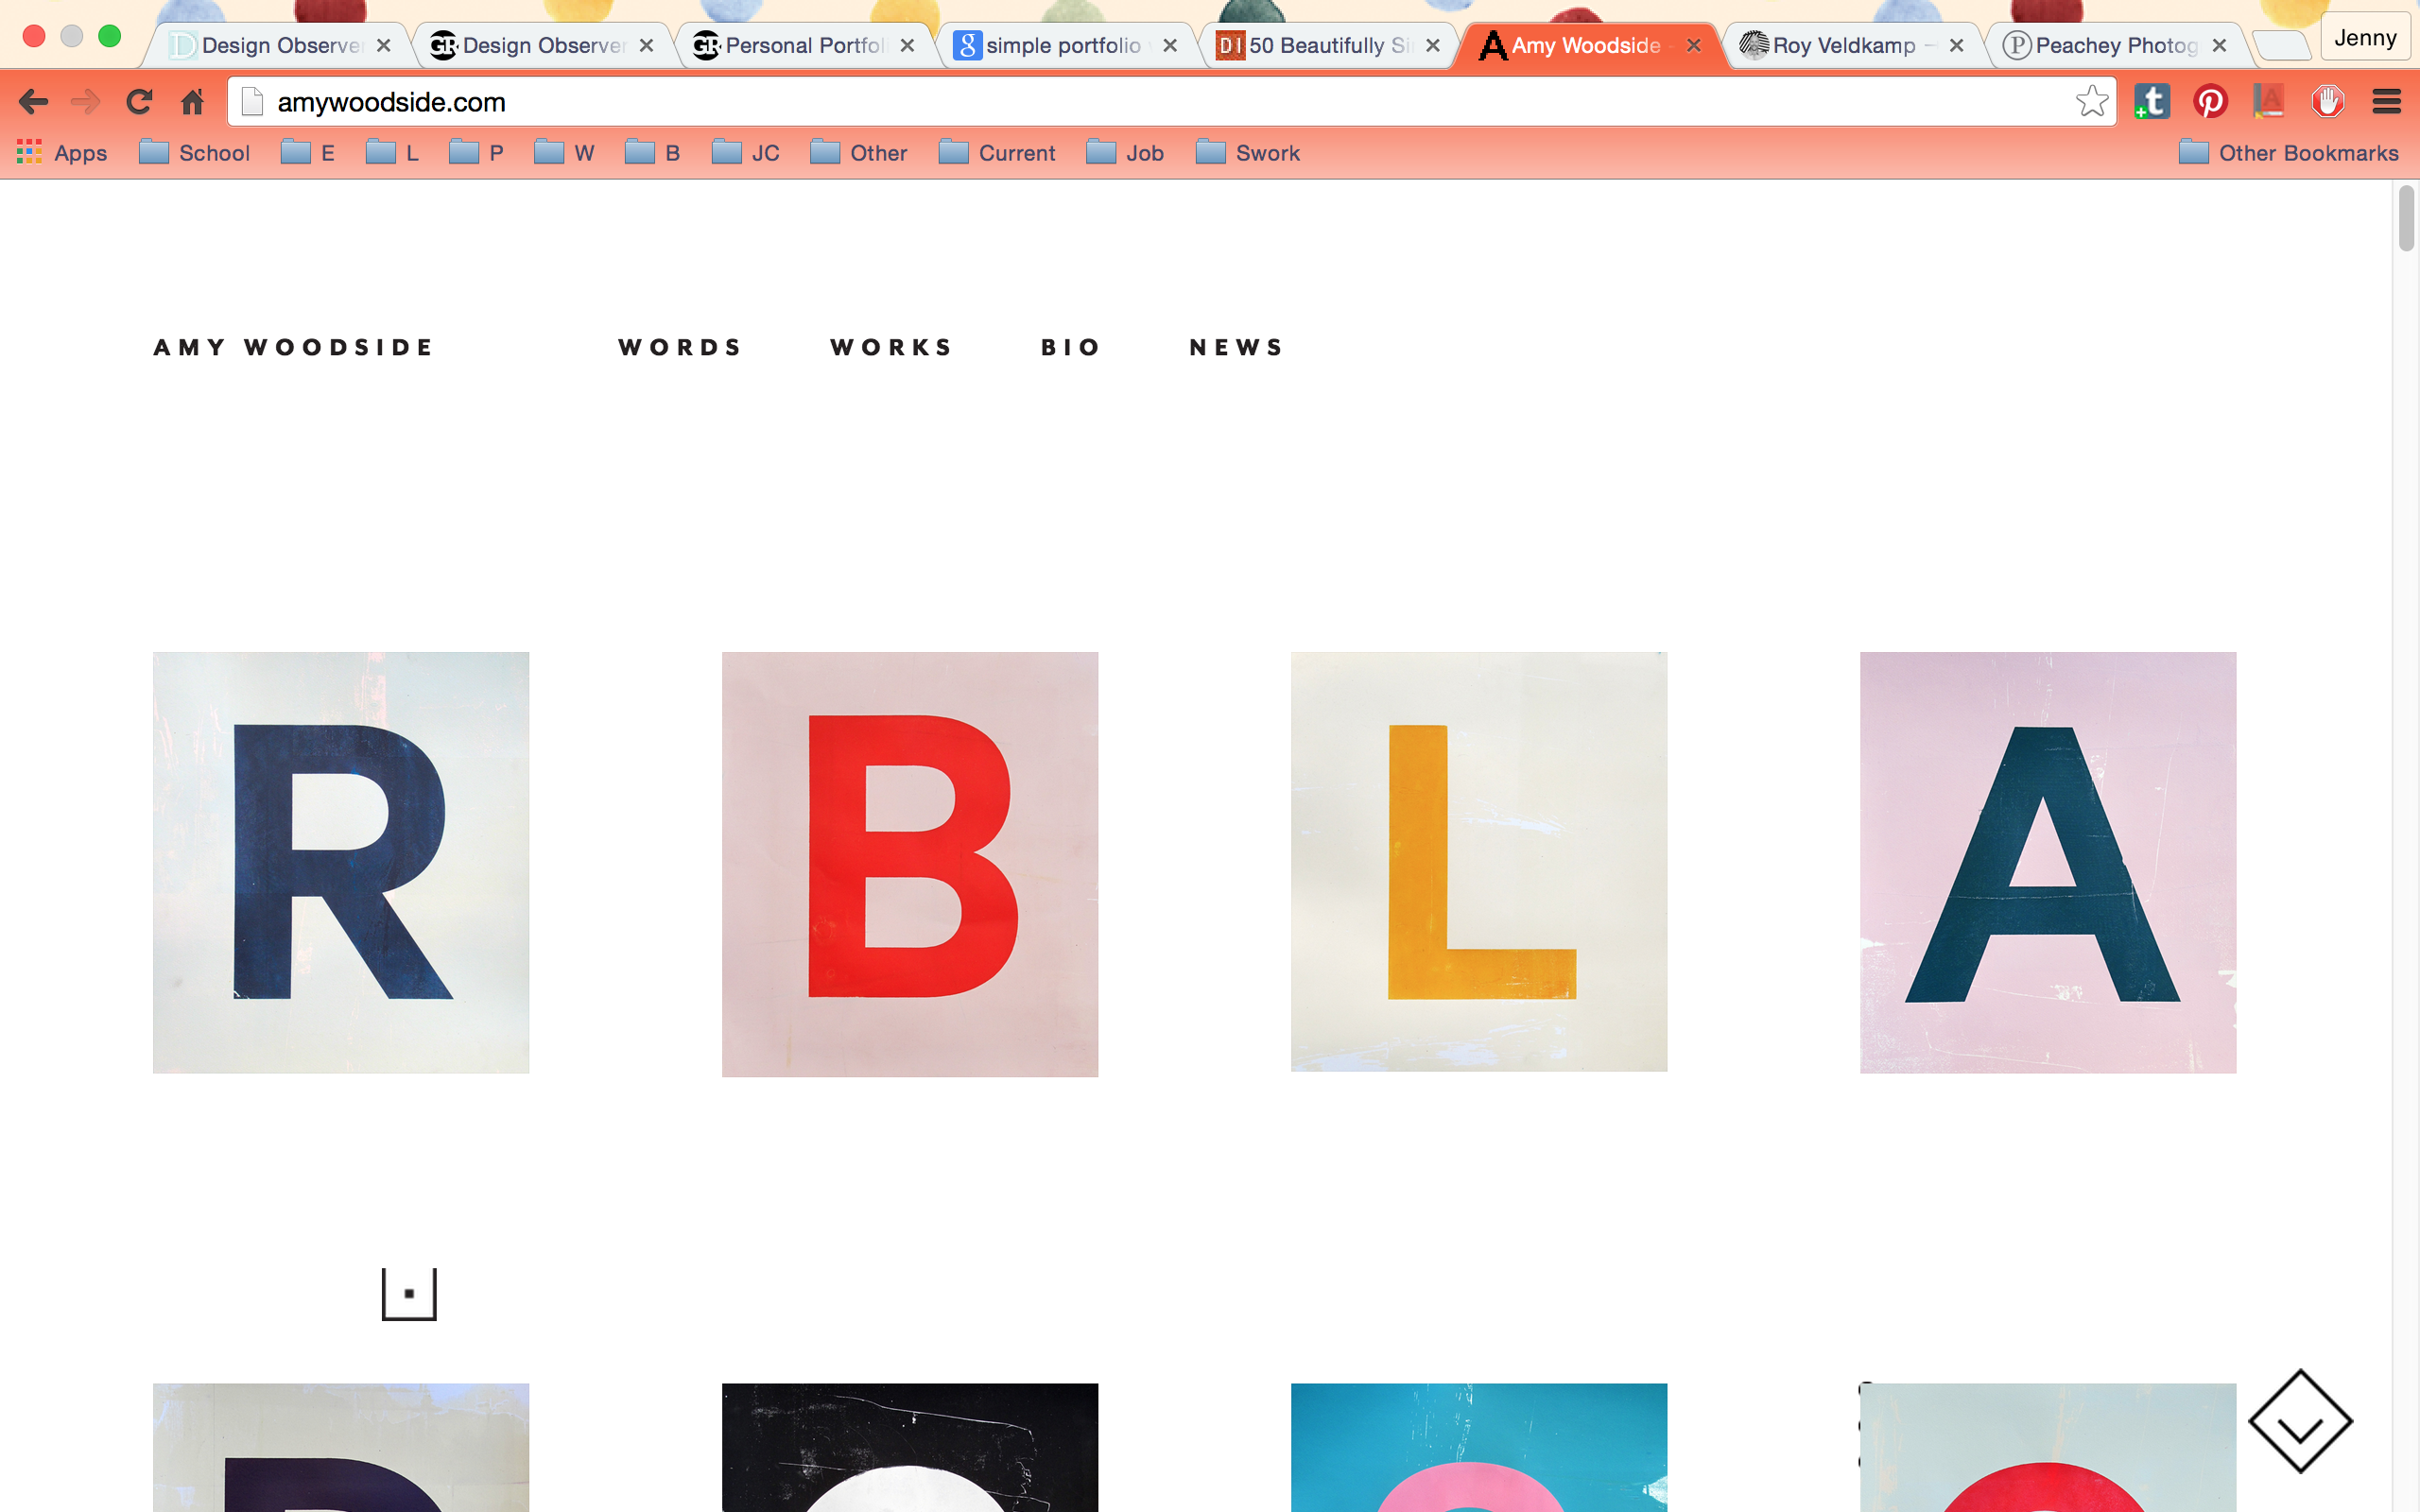 Design Observe
Design Observer
Personal Portfol
simple portfolio
50 Beautifully Si
Amy Woodside -
Roy Veldkamp —
Peachey Photog
Jenny
amywoodside.com
Apps School E L P W B JC Other Current Job Swork Other Bookmarks
AMY WOODSIDE WORDS WORKS BIO NEWS
R B L A